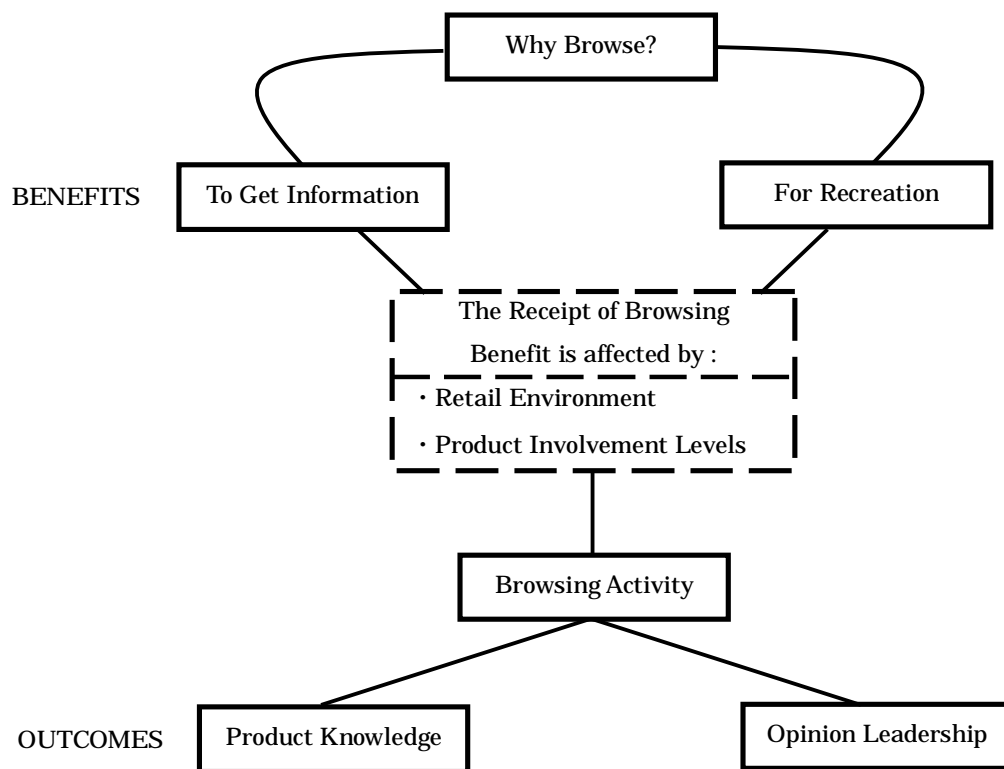 Why Browse?
BENEFITS
To Get Information
For Recreation
The Receipt of Browsing
Benefit is affected by :
・Retail Environment
・Product Involvement Levels
Browsing Activity
OUTCOMES
Product Knowledge
Opinion Leadership